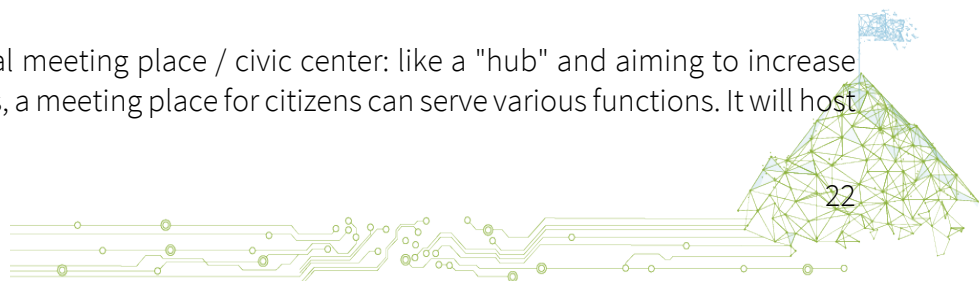 meeting place / civic center: like a "hub" and aiming to increase
, a meeting place for citizens can serve various functions. It will host
22